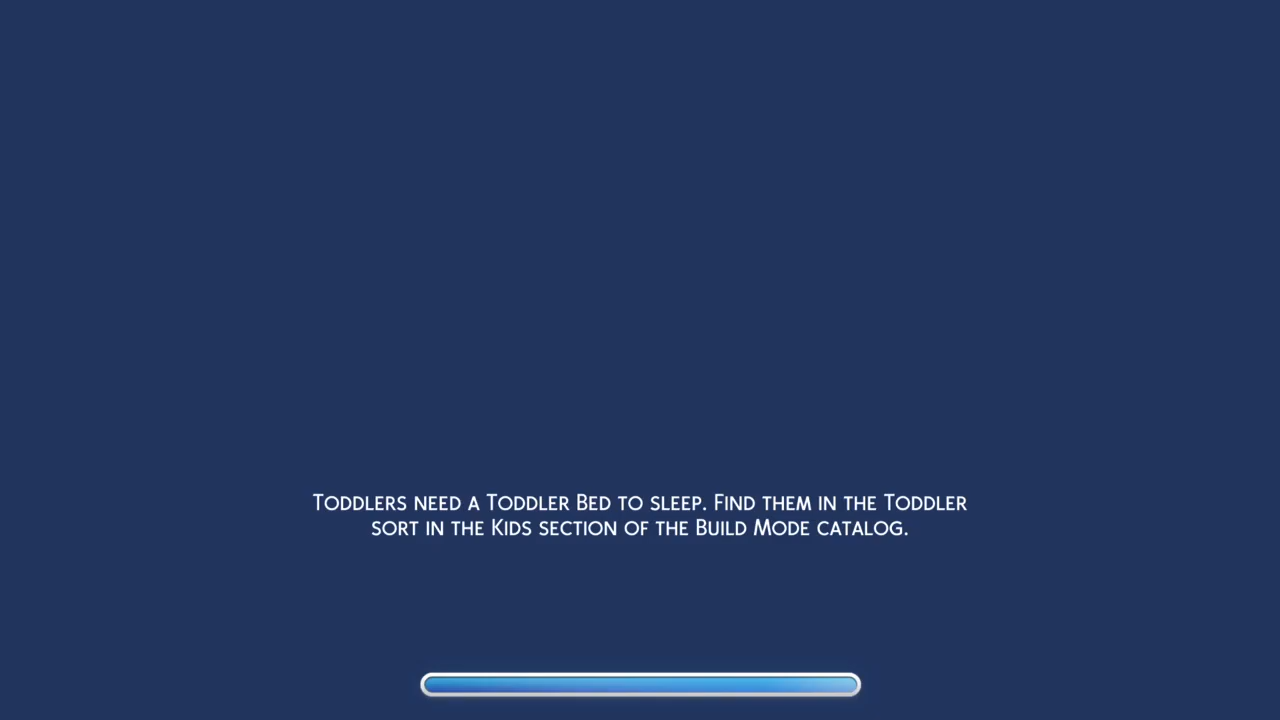 Toddlers need a Toddler Bed to sleep. Find them in the Toddler
sort in the Kids section of the Build Mode catalog.